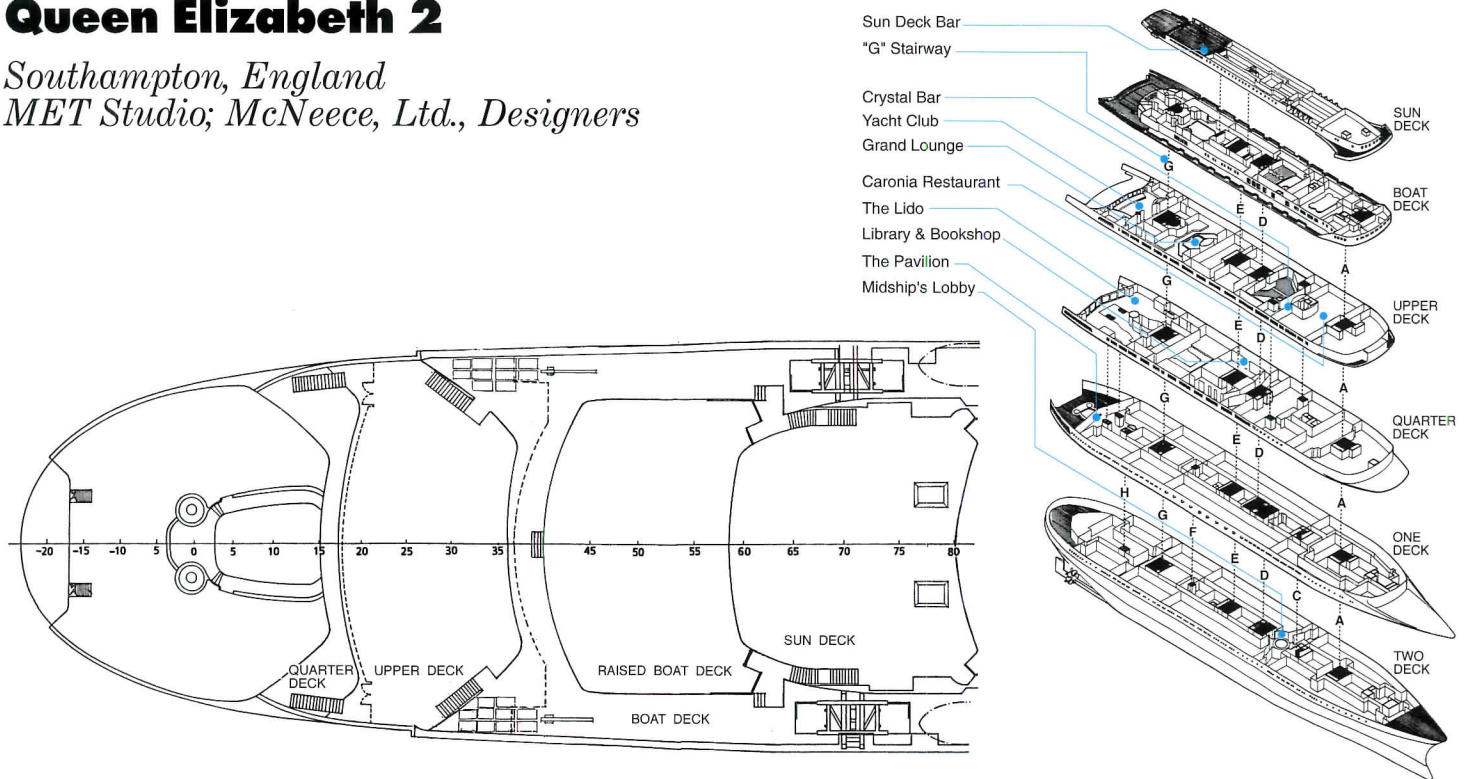 Queen Elizabeth 2
Southampton, England
MET Studio; McNeece, Ltd., Designers
Sun Deck Bar
"G" Stairway
Crystal Bar
Yacht Club
Grand Lounge
Caronia Restaurant
The Lido
Library & Bookshop
The Pavilion
Midship's Lobby
SUN
DECK
BOAT
DECK
UPPER
DECK
QUARTER
DECK
ONE
DECK
TWO
DECK
G
E
D
A
G
E
D
A
G
E
D
A
H
G
F
E
D
C
A
-20 -15 -10 5 0 5 10 15 20 25 30 35 45 50 55 60 65 70 75 80
QUARTER
DECK
UPPER DECK
RAISED BOAT DECK
SUN DECK
BOAT DECK